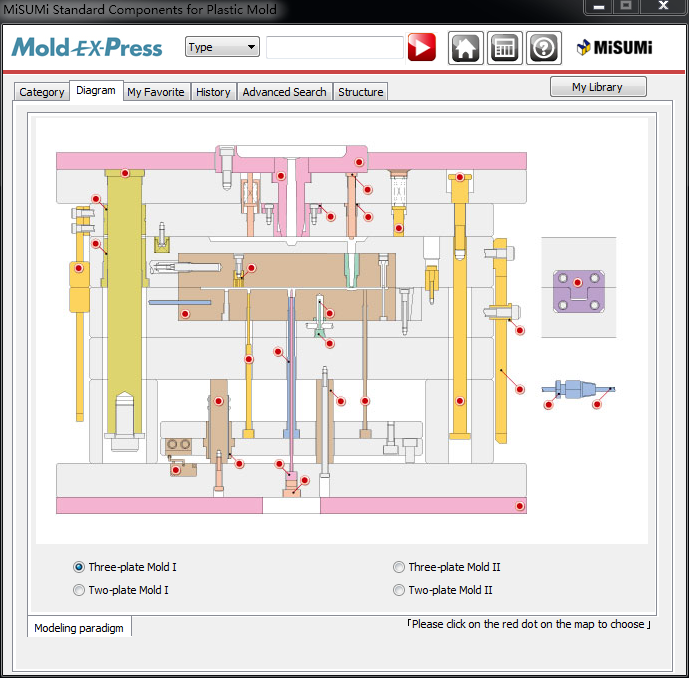 MiSUMi Standard Components for Plastic Mold
Mold EX-Press
Type
MiSUMi
Category
Diagram
My Favorite
History
Advanced Search
Structure
My Library
Three-plate Mold I
Three-plate Mold II
Two-plate Mold I
Two-plate Mold II
Modeling paradigm
「Please click on the red dot on the map to choose」